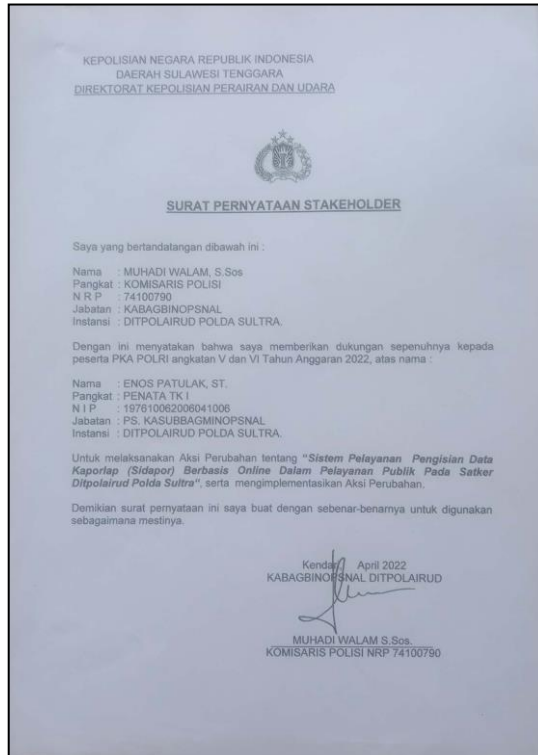 KEPOLISIAN NEGARA REPUBLIK INDONESIA
DAERAH SULAWESI TENGGARA
DIREKTORAT KEPOLISIAN PERAIRAN DAN UDARA
SURAT PERNYATAAN STAKEHOLDER
Saya yang bertandatangan dibawah ini :
Nama : MUHADI WALAM, S.Sos
Pangkat : KOMISARIS POLISI
N R P : 74100790
Jabatan : KABAGBINOPSNAL
Instansi : DITPOLAIRUD POLDA SULTRA.
Dengan ini menyatakan bahwa saya memberikan dukungan sepenuhnya kepada
peserta PKA POLRI angkatan V dan VI Tahun Anggaran 2022, atas nama :
Nama : ENOS PATULAK, ST.
Pangkat : PENATA TK I
N I P : 197610062006041006
Jabatan : PS. KASUBBAGMINOPSNAL
Instansi : DITPOLAIRUD POLDA SULTRA.
Untuk melaksanakan Aksi Perubahan tentang "Sistem Pelayanan Pengisian Data
Kaporlap (Sidapor) Berbasis Online Dalam Pelayanan Publik Pada Satker
Ditpolairud Polda Sultra", serta mengimplementasikan Aksi Perubahan.
Demikian surat pernyataan ini saya buat dengan sebenar-benarnya untuk digunakan
sebagaimana mestinya.
Kendari, April 2022
KABAGBINOPSNAL DITPOLAIRUD
MUHADI WALAM S.Sos.
KOMISARIS POLISI NRP 74100790